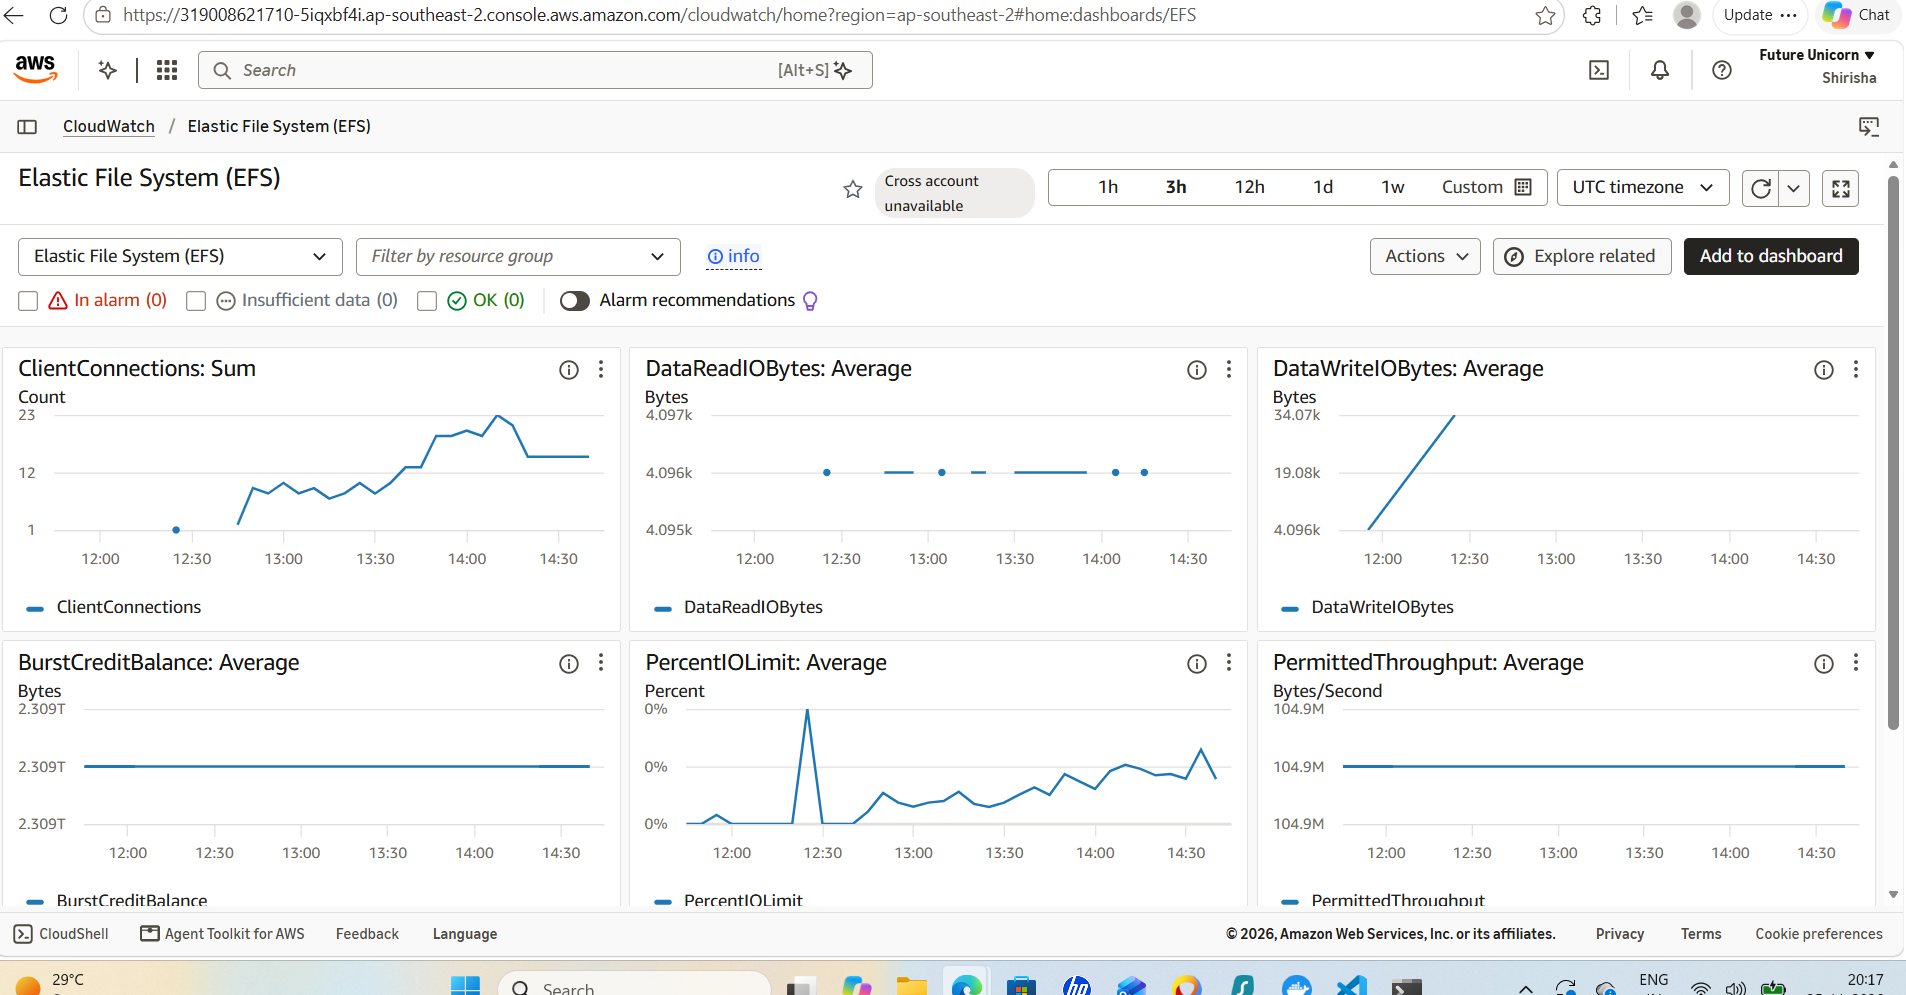 https://319008621710-5iqxbf4i.ap-southeast-2.console.aws.amazon.com/cloudwatch/home?region=ap-southeast-2#home:dashboards/EFS
Update
Chat
aws
Search
[Alt+S]
Future Unicorn
Shirisha
CloudWatch / Elastic File System (EFS)
Elastic File System (EFS)
Cross account
unavailable
1h 3h 12h 1d 1w Custom
UTC timezone
Elastic File System (EFS)
Filter by resource group
info
Actions
Explore related
Add to dashboard
In alarm (0)
Insufficient data (0)
OK (0)
Alarm recommendations
ClientConnections: Sum
Count
23
12
1
12:00 12:30 13:00 13:30 14:00 14:30
ClientConnections
DataReadIOBytes: Average
Bytes
4.097k
4.096k
4.095k
12:00 12:30 13:00 13:30 14:00 14:30
DataReadIOBytes
DataWriteIOBytes: Average
Bytes
34.07k
19.08k
4.096k
12:00 12:30 13:00 13:30 14:00 14:30
DataWriteIOBytes
BurstCreditBalance: Average
Bytes
2.309T
2.309T
2.309T
12:00 12:30 13:00 13:30 14:00 14:30
BurstCreditBalance
PercentIOLimit: Average
Percent
0%
0%
0%
12:00 12:30 13:00 13:30 14:00 14:30
PercentIOLimit
PermittedThroughput: Average
Bytes/Second
104.9M
104.9M
104.9M
12:00 12:30 13:00 13:30 14:00 14:30
PermittedThroughput
CloudShell
Agent Toolkit for AWS
Feedback
Language
© 2026, Amazon Web Services, Inc. or its affiliates.
Privacy
Terms
Cookie preferences
29°C
Search
hp
ENG
20:17